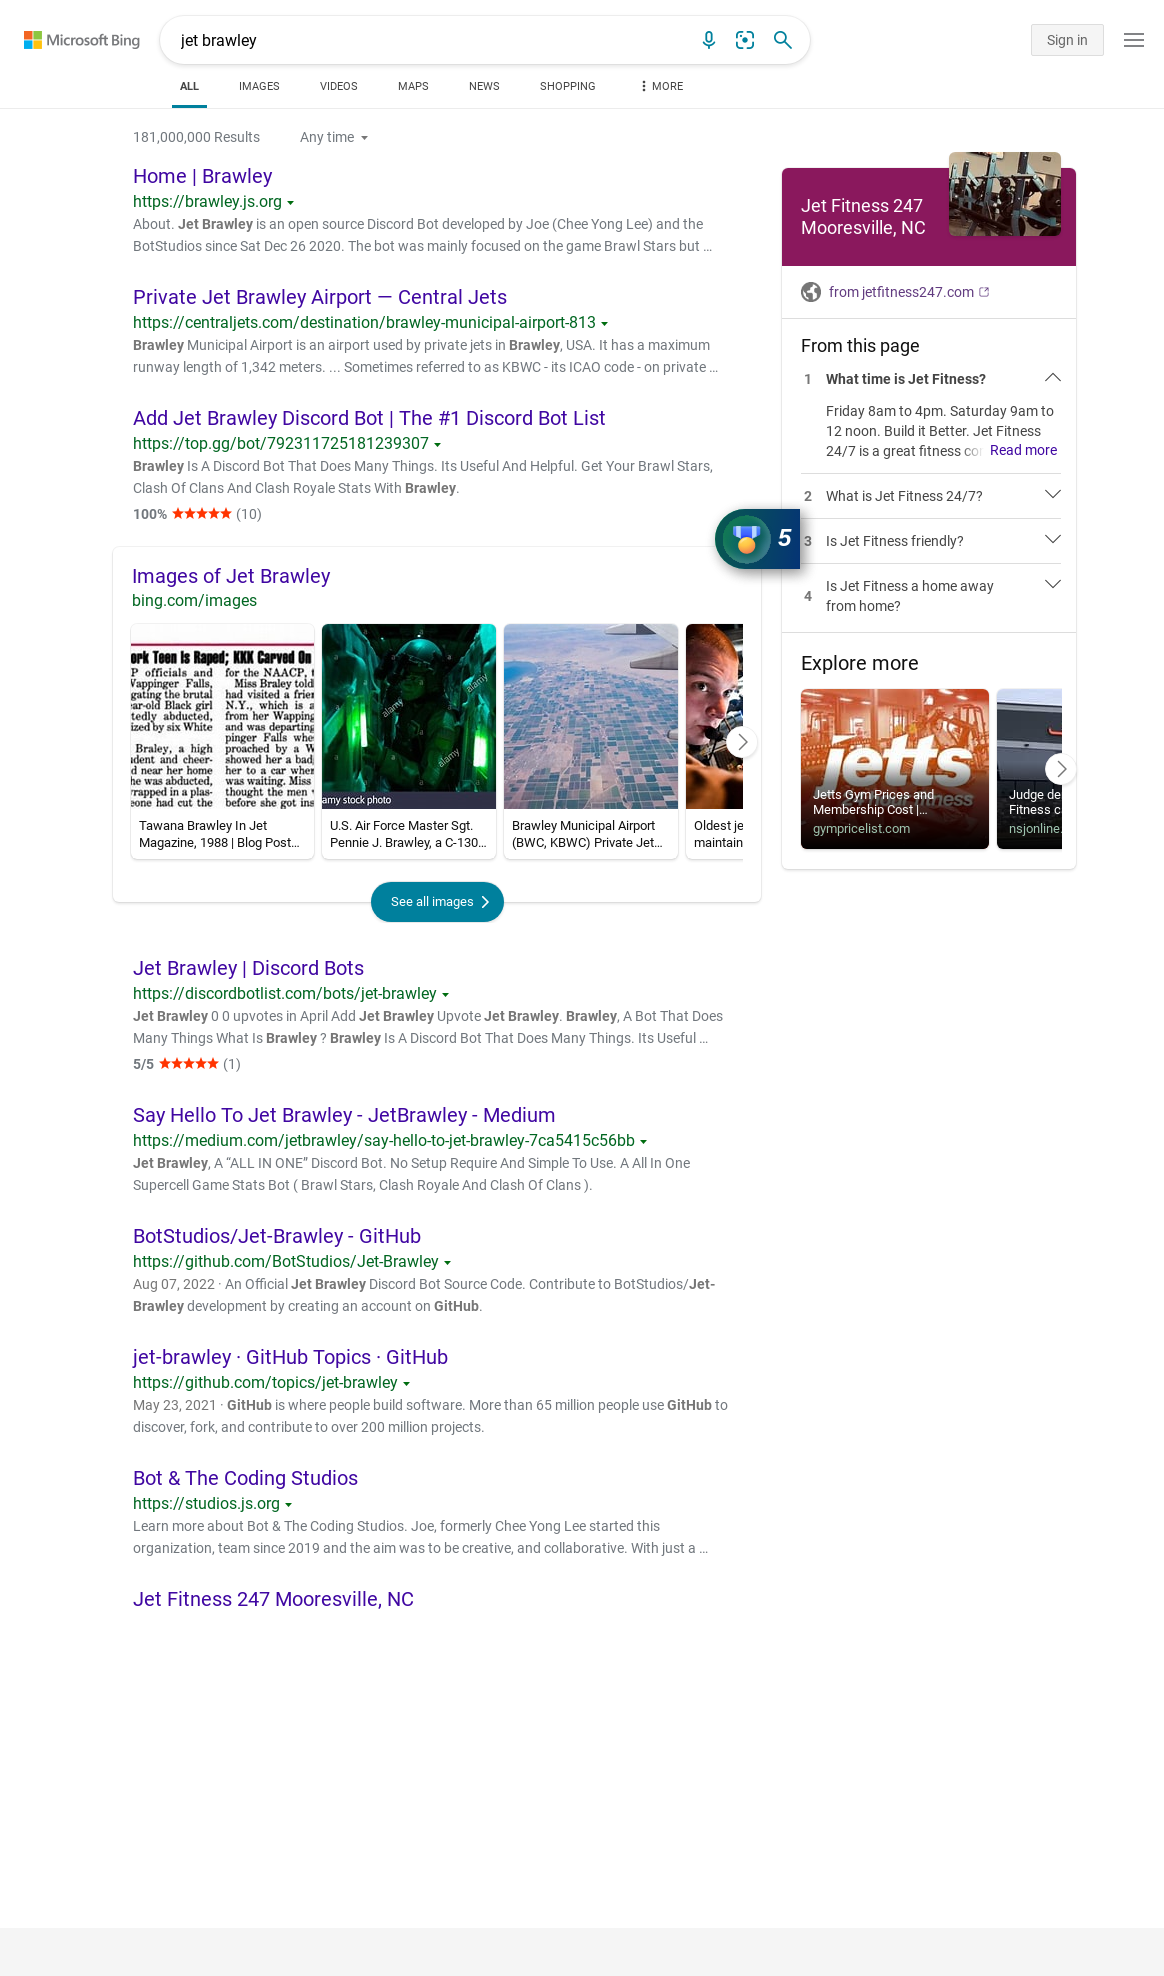 Microsoft Bing
jet brawley
Sign in
ALL
IMAGES
VIDEOS
MAPS
NEWS
SHOPPING
MORE
181,000,000 Results
Any time
Home | Brawley
https://brawley.js.org
About. Jet Brawley is an open source Discord Bot developed by Joe (Chee Yong Lee) and the
BotStudios since Sat Dec 26 2020. The bot was mainly focused on the game Brawl Stars but …
Private Jet Brawley Airport — Central Jets
https://centraljets.com/destination/brawley-municipal-airport-813
Brawley Municipal Airport is an airport used by private jets in Brawley, USA. It has a maximum
runway length of 1,342 meters. ... Sometimes referred to as KBWC - its ICAO code - on private …
Add Jet Brawley Discord Bot | The #1 Discord Bot List
https://top.gg/bot/792311725181239307
Brawley Is A Discord Bot That Does Many Things. Its Useful And Helpful. Get Your Brawl Stars,
Clash Of Clans And Clash Royale Stats With Brawley.
100% ★★★★★ (10)
5
Images of Jet Brawley
bing.com/images
ork Teen Is Raped; KKK Carved On
P officials and
Wappinger Falls,
gating the brutal
ear-old Black girl
tedly abducted,
ized by six White
Braley, a high
dent and cheer-
d near her home
he was abducted,
rapped in a plas-
eone had cut the
for the NAACP, t
Miss Braley told
had visited a frien
N.Y., which is a
from her Wapping
and was departing
pinger Falls whe
proached by a W
showed her a bad
her to a car wher
was waiting. Miss
thought the men
before she got ins
a
alamy
alamy
alamy
amy stock photo
Tawana Brawley In Jet
Magazine, 1988 | Blog Post…
U.S. Air Force Master Sgt.
Pennie J. Brawley, a C-130…
Brawley Municipal Airport
(BWC, KBWC) Private Jet…
Oldest je
maintain
See all images
Jet Brawley | Discord Bots
https://discordbotlist.com/bots/jet-brawley
Jet Brawley 0 0 upvotes in April Add Jet Brawley Upvote Jet Brawley. Brawley, A Bot That Does
Many Things What Is Brawley ? Brawley Is A Discord Bot That Does Many Things. Its Useful …
5/5 ★★★★★ (1)
Say Hello To Jet Brawley - JetBrawley - Medium
https://medium.com/jetbrawley/say-hello-to-jet-brawley-7ca5415c56bb
Jet Brawley, A “ALL IN ONE” Discord Bot. No Setup Require And Simple To Use. A All In One
Supercell Game Stats Bot ( Brawl Stars, Clash Royale And Clash Of Clans ).
BotStudios/Jet-Brawley - GitHub
https://github.com/BotStudios/Jet-Brawley
Aug 07, 2022 · An Official Jet Brawley Discord Bot Source Code. Contribute to BotStudios/Jet-
Brawley development by creating an account on GitHub.
jet-brawley · GitHub Topics · GitHub
https://github.com/topics/jet-brawley
May 23, 2021 · GitHub is where people build software. More than 65 million people use GitHub to
discover, fork, and contribute to over 200 million projects.
Bot & The Coding Studios
https://studios.js.org
Learn more about Bot & The Coding Studios. Joe, formerly Chee Yong Lee started this
organization, team since 2019 and the aim was to be creative, and collaborative. With just a …
Jet Fitness 247 Mooresville, NC
Jet Fitness 247
Mooresville, NC
from jetfitness247.com
From this page
1 What time is Jet Fitness?
Friday 8am to 4pm. Saturday 9am to
12 noon. Build it Better. Jet Fitness
24/7 is a great fitness co Read more
2 What is Jet Fitness 24/7?
3 Is Jet Fitness friendly?
4 Is Jet Fitness a home away
from home?
Explore more
jetts
24 hour fitness
Jetts Gym Prices and
Membership Cost |…
gympricelist.com
Judge de
Fitness c
nsjonline.